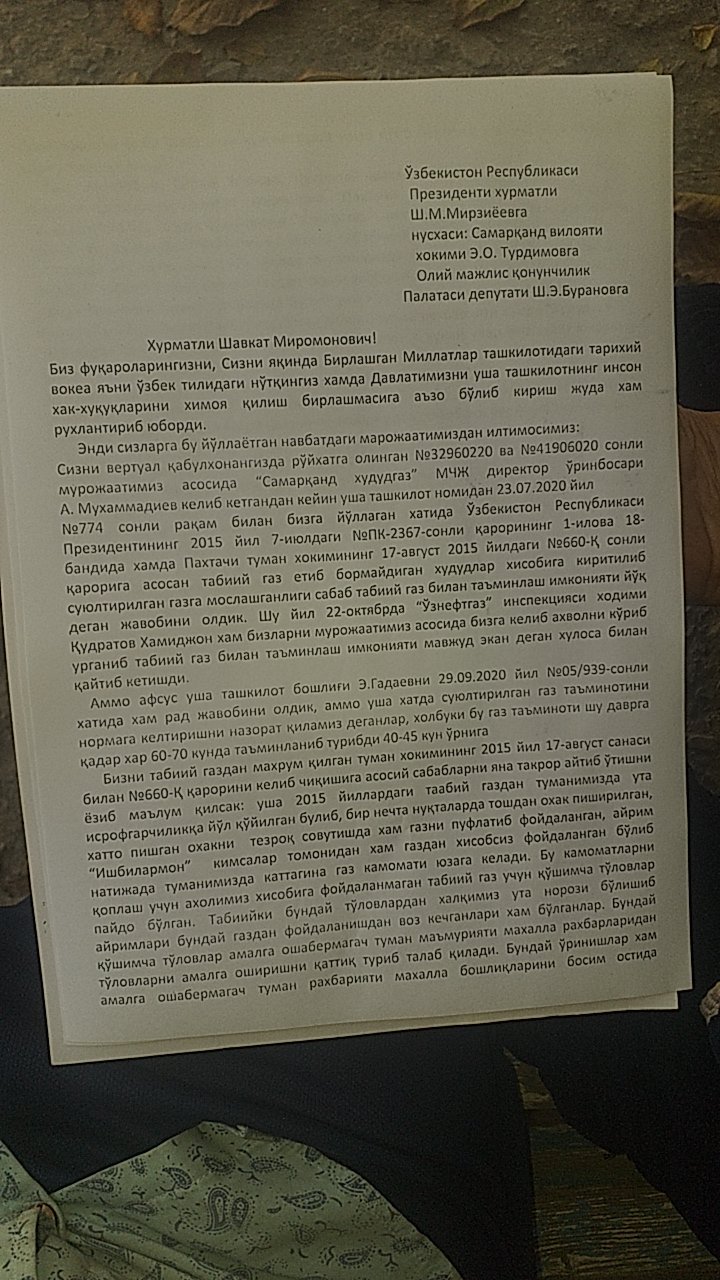 Ўзбекистон Республикаси
Президенти хурматли
Ш.М.Мирзиёевга
нусхаси: Самарқанд вилояти
хокими Э.О. Турдимовга
Олий мажлис қонунчилик
Палатаси депутати Ш.Э.Бурановга
Хурматли Шавкат Миромонович!
Биз фуқароларингизни, Сизни яқинда Бирлашган Миллатлар ташкилотидаги тарихий
вокеа яъни ўзбек тилидаги нўтқингиз хамда Давлатимизни уша ташкилотнинг инсон
хак-хуқуқларини химоя қилиш бирлашмасига аъзо бўлиб кириш жуда хам
рухлантириб юборди.
Энди сизларга бу йўллаётган навбатдаги марожаатимиздан илтимосимиз:
Сизни вертуал қабулхонангизда рўйхатга олинган №32960220 ва №41906020 сонли
мурожаатимиз асосида “Самарқанд худудгаз” МЧЖ директор ўринбосари
А. Мухаммадиев келиб кетгандан кейин уша ташкилот номидан 23.07.2020 йил
№774 сонли рақам билан бизга йўллаган хатида Ўзбекистон Республикаси
Президентининг 2015 йил 7-июлдаги №ПК-2367-сонли қарорининг 1-илова 18-
бандида хамда Пахтачи туман хокимининг 17-август 2015 йилдаги №660-Қ сонли
қарорига асосан табиий газ етиб бормайдиган худудлар хисобига киритилиб
суюлтирилган газга мослашганлиги сабаб табиий газ билан таъминлаш имконияти йўқ
деган жавобини олдик. Шу йил 22-октябрда “Ўзнефтгаз” инспекцияси ходими
Қудратов Хамиджон хам бизларни мурожаатимиз асосида бизга келиб ахволни кўриб
урганиб табиий газ билан таъминлаш имконияти мавжуд экан деган хулоса билан
қайтиб кетишди.
Аммо афсус уша ташкилот бошлиғи Э.Гадаевни 29.09.2020 йил №05/939-сонли
хатида хам рад жавобини олдик, аммо уша хатда суюлтирилган газ таъминотини
нормага келтиришни назорат қиламиз деганлар, холбуки бу газ таъминоти шу даврга
қадар хар 60-70 кунда таъминланиб турибди 40-45 кун ўрнига
Бизни табиий газдан махрум қилган туман хокимининг 2015 йил 17-август санаси
билан №660-Қ қарорини келиб чиқишига асосий сабабларни яна такрор айтиб ўтишни
ёзиб маълум қилсак: уша 2015 йиллардаги таабий газдан туманимизда ута
исрофгарчиликқа йўл қўйилган булиб, бир нечта нуқталарда тошдан охак пиширилган,
хатто пишган охакни тезроқ совутишда хам газни пуфлатиб фойдаланган, айрим
“Ишбилармон” кимсалар томонидан хам газдан хисобсиз фойдаланган бўлиб
натижада туманимизда каттагина газ камомати юзага келади. Бу камоматларни
қоплаш учун ахолимиз хисобига фойдаланмаган табиий газ учун қўшимча тўловлар
пайдо бўлган. Табиийки бундай тўловлардан халқимиз ута норози бўлишиб
айримлари бундай газдан фойдаланишдан воз кечганлари хам бўлганлар. Бундай
қўшимча тўловлар амалга ошабермагач туман маъмурияти махалла рахбарларидан
тўловларни амалга оширишни қаттиқ туриб талаб қилади. Бундай ўринишлар хам
амалга ошабермагач туман рахбарияти махалла бошлиқларини босим остида